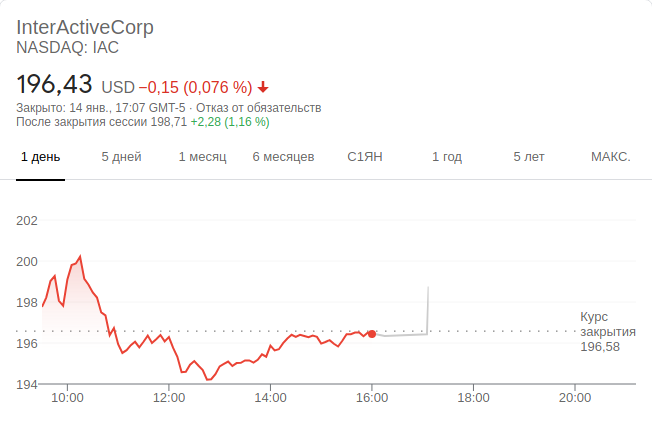 InterActiveCorp
NASDAQ: IAC
196,43 USD −0,15 (0,076 %)
Закрыто: 14 янв., 17:07 GMT-5 · Отказ от обязательств
После закрытия сессии 198,71 +2,28 (1,16 %)
1 день 5 дней 1 месяц 6 месяцев С1ЯН 1 год 5 лет МАКС.
202
200
198
Курс
закрытия
196,58
196
194
10:00 12:00 14:00 16:00 18:00 20:00